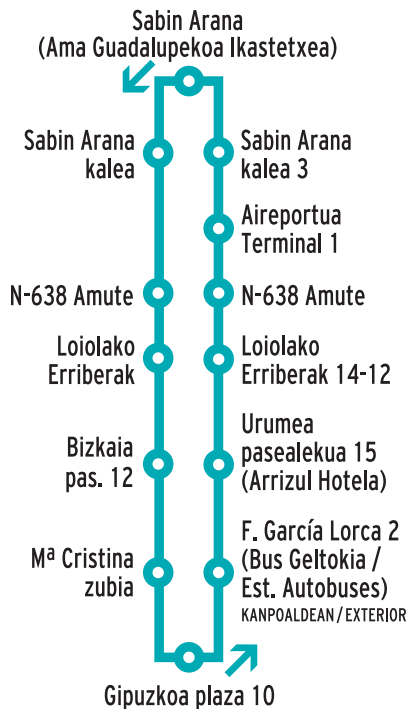 Sabin Arana
(Ama Guadalupekoa Ikastetxea)
Sabin Arana
kalea
Sabin Arana
kalea 3
Aireportua
Terminal 1
N-638 Amute
N-638 Amute
Loiolako
Erriberak
Loiolako
Erriberak 14-12
Bizkaia
pas. 12
Urumea
pasealekua 15
(Arrizul Hotela)
Mª Cristina
zubia
F. García Lorca 2
(Bus Geltokia /
Est. Autobuses)
KANPOALDEAN / EXTERIOR
Gipuzkoa plaza 10